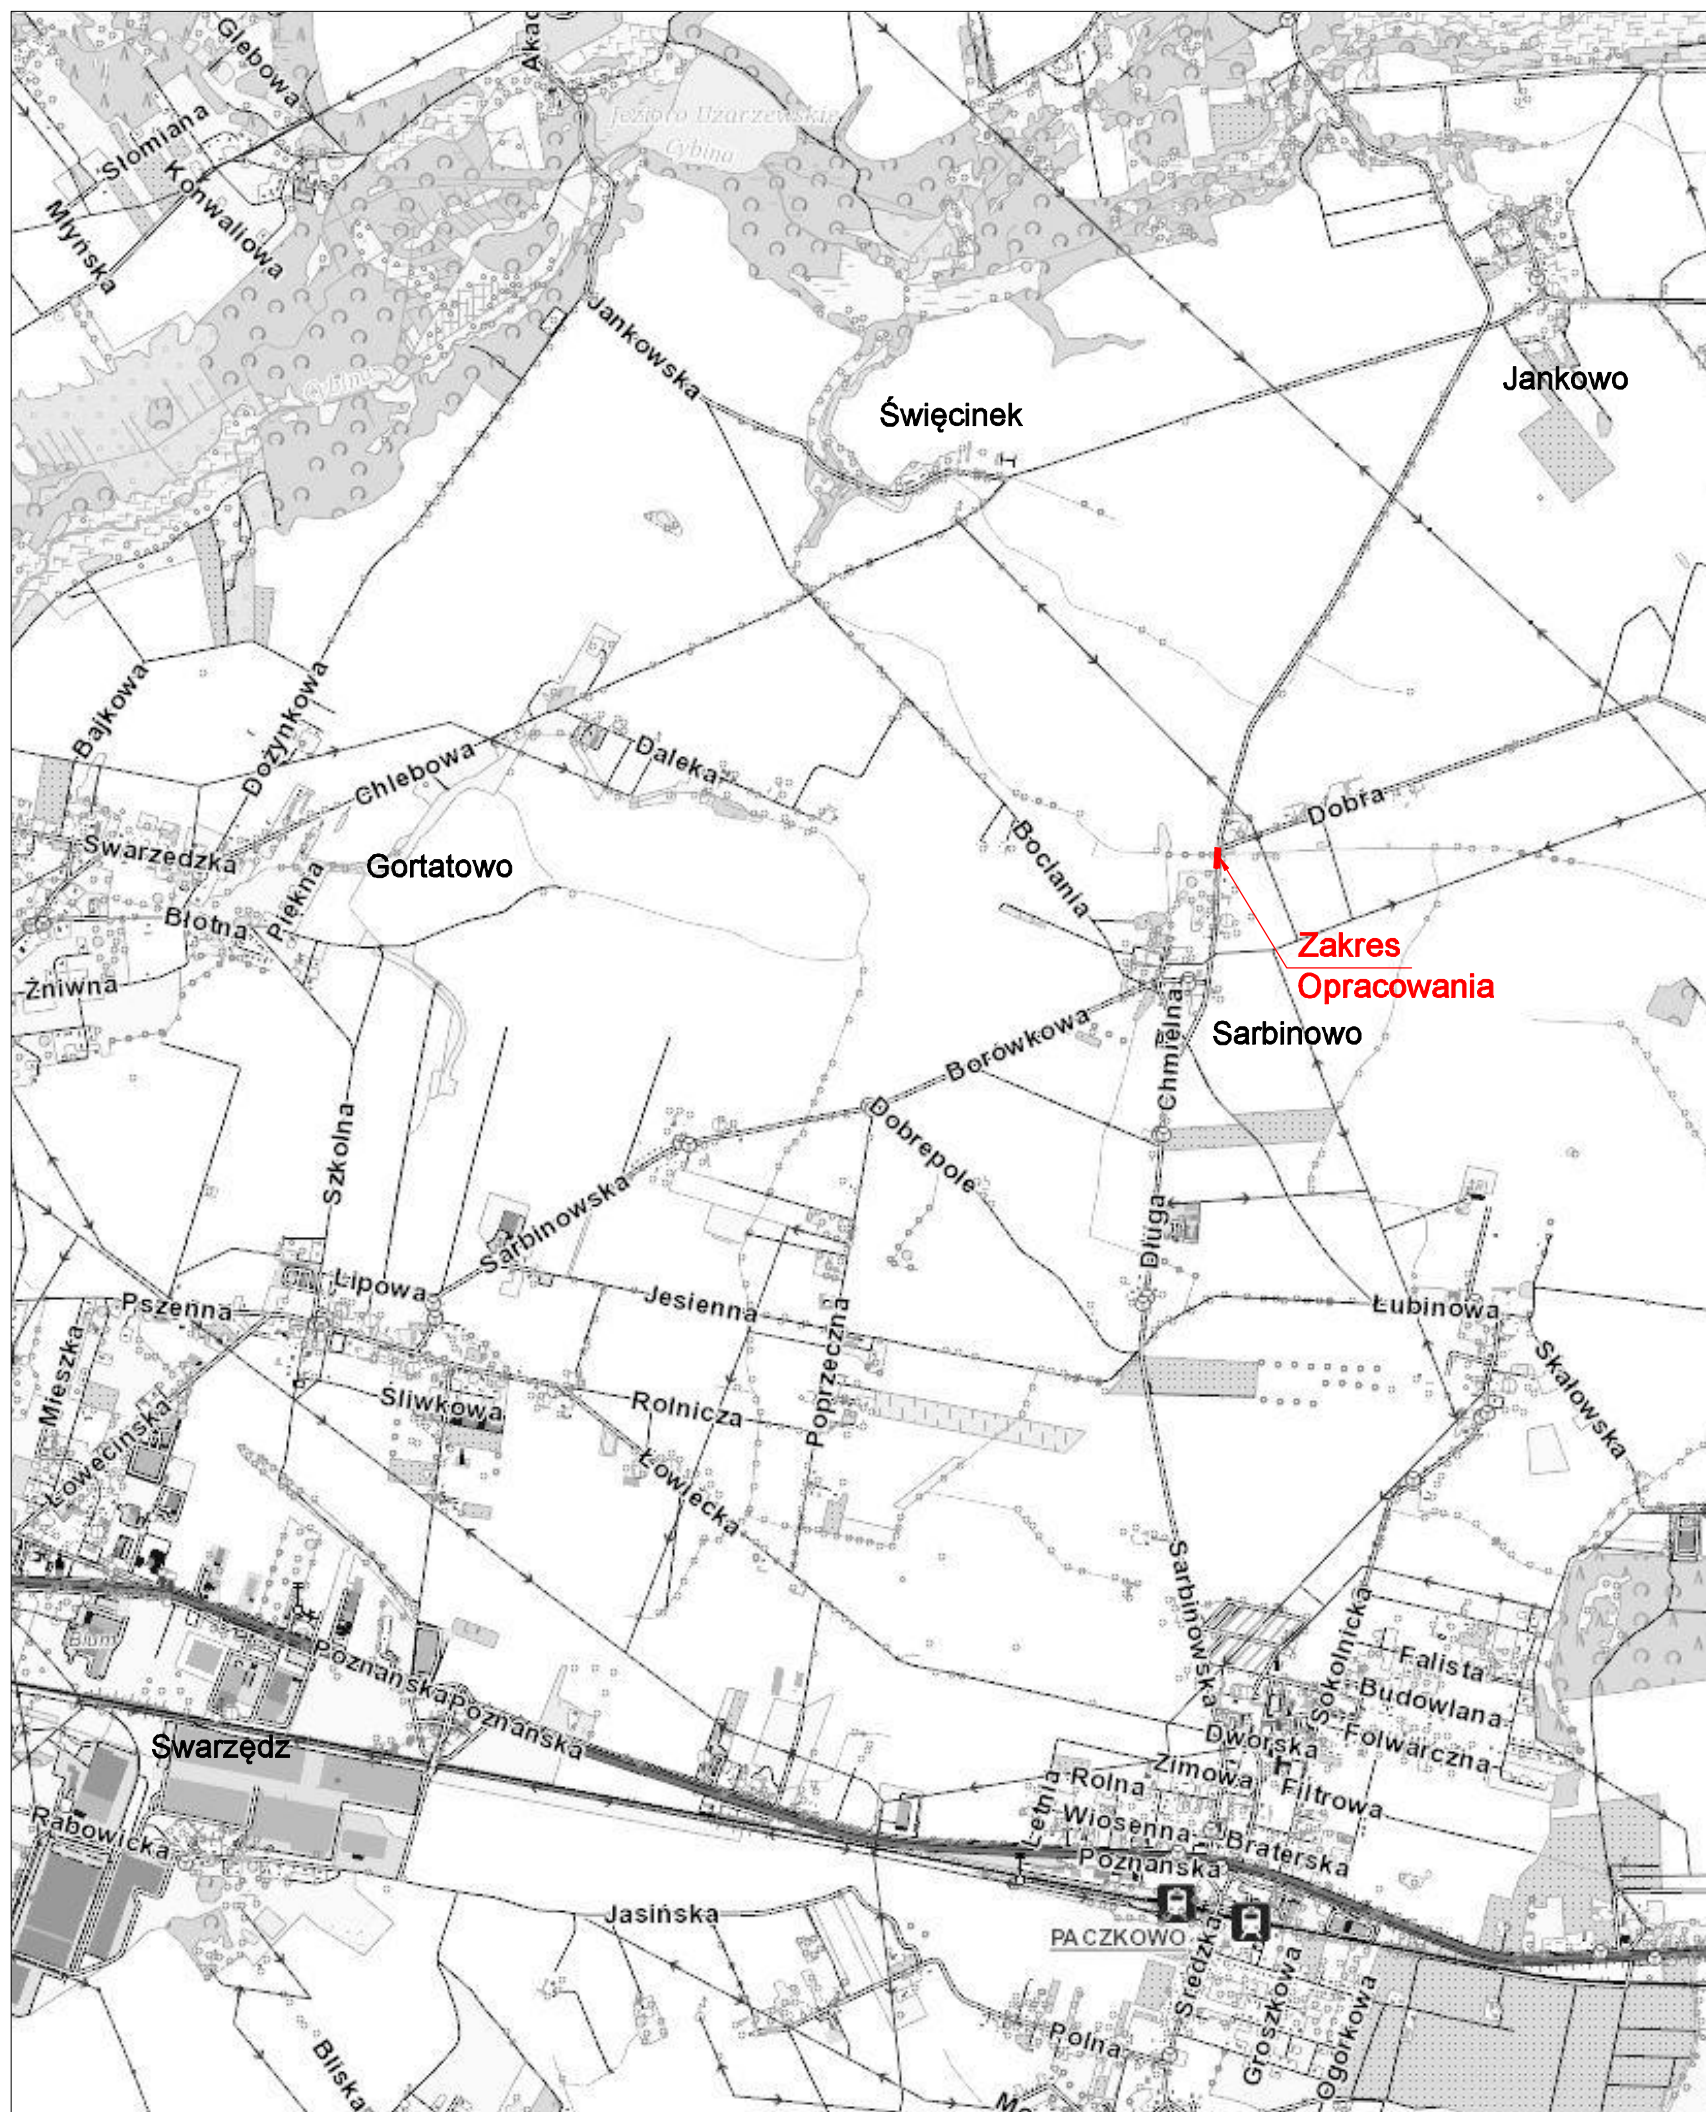 Glebowa
Akac
Słomiana
Konwaliowa
Młyńska
Jezioro Uzarzewskie
Cybina
Jankowska
Cybina
Jankowo
Święcinek
Bajkowa
Dożynkowa
Chlebowa
Daleka
Dobra
Swarzędzka
Gortatowo
Piękna
Bociania
Błotna
Zakres
Opracowania
Żniwna
Chmielna
Borówkowa
Sarbinowo
Dobrepole
Szkolna
Sarbinowska
Długa
Lipowa
Jesienna
Pszenna
Poprzeczna
Łubinowa
Mieszka
Skałowska
Śliwkowa
Rolnicza
Łowęcińska
Łowiecka
Sarbinowska
Sokolnicka
Blum
Falista
Poznańska
Budowlana
Poznańska
Dworska
Folwarczna
Swarzędz
Zimowa
Letnia
Rolna
Filtrowa
Wiosenna
Rabowicka
Braterska
Poznańska
Jasińska
PACZKOWO
Średzka
Groszkowa
Ogórkowa
Polna
Bliska